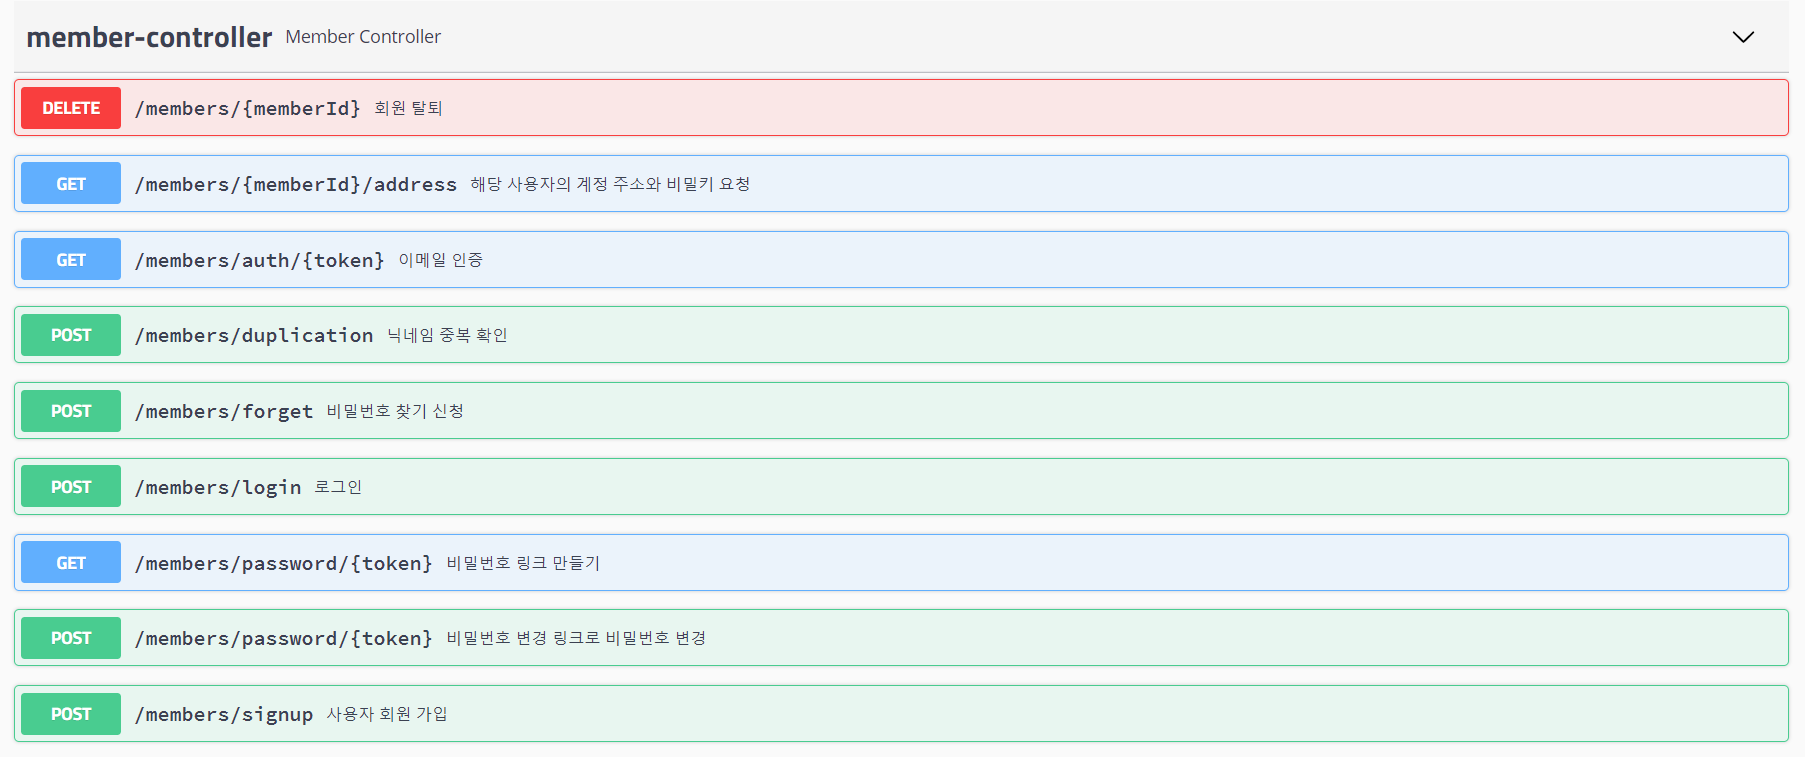 member-controller Member Controller
DELETE /members/{memberId} 회원 탈퇴
GET /members/{memberId}/address 해당 사용자의 계정 주소와 비밀키 요청
GET /members/auth/{token} 이메일 인증
POST /members/duplication 닉네임 중복 확인
POST /members/forget 비밀번호 찾기 신청
POST /members/login 로그인
GET /members/password/{token} 비밀번호 링크 만들기
POST /members/password/{token} 비밀번호 변경 링크로 비밀번호 변경
POST /members/signup 사용자 회원 가입